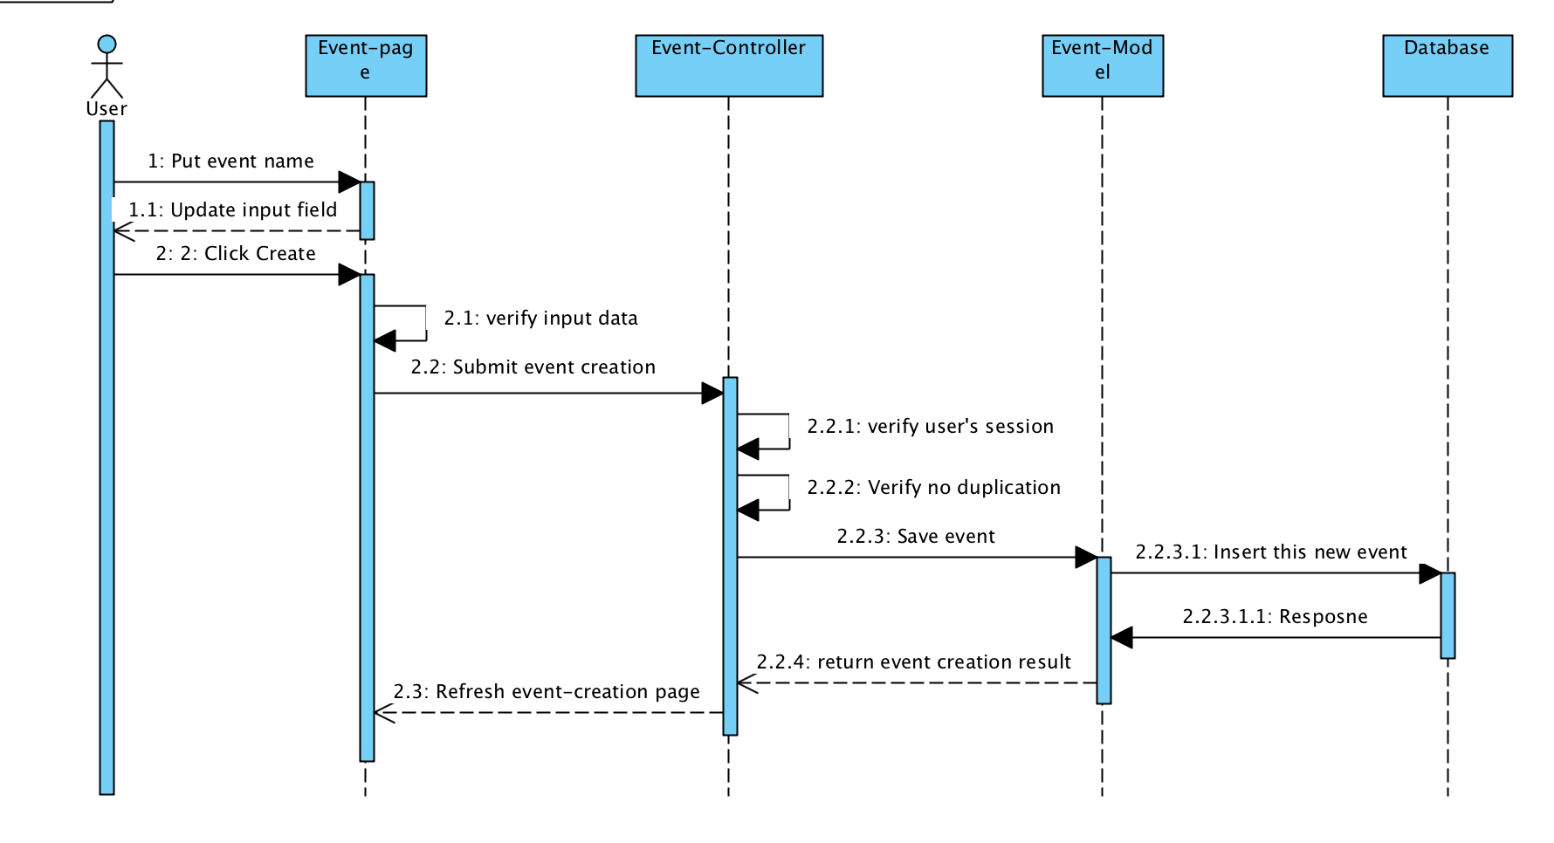 User
Event-pag
e
Event-Controller
Event-Mod
el
Database
1: Put event name
1.1: Update input field
2: 2: Click Create
2.1: verify input data
2.2: Submit event creation
2.2.1: verify user's session
2.2.2: Verify no duplication
2.2.3: Save event
2.2.3.1: Insert this new event
2.2.3.1.1: Resposne
2.2.4: return event creation result
2.3: Refresh event-creation page